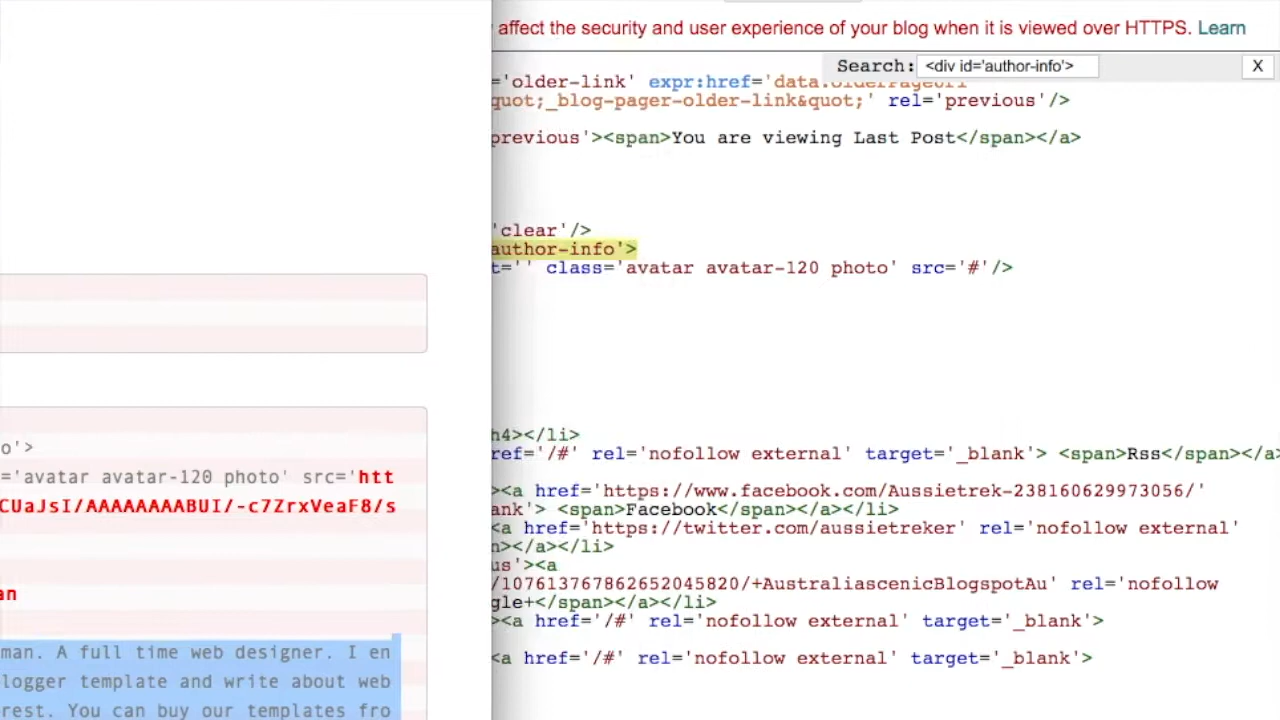 affect the security and user experience of your blog when it is viewed over HTTPS. Learn
Search: <div id='author-info'> X
='older-link' expr:href='data.olderPageUrl'
quot;_blog-pager-older-link&quot;' rel='previous'/>
previous'><span>You are viewing Last Post</span></a>
'clear'/>
author-info'>
t='' class='avatar avatar-120 photo' src='#'/>
h4></li>
ref='/#' rel='nofollow external' target='_blank'> <span>Rss</span></a>
><a href='https://www.facebook.com/Aussietrek-238160629973056/'
ank'> <span>Facebook</span></a></li>
<a href='https://twitter.com/aussietreker' rel='nofollow external'
n></a></li>
us'><a
/107613767862652045820/+AustraliascenicBlogspotAu' rel='nofollow
gle+</span></a></li>
><a href='/#' rel='nofollow external' target='_blank'>
<a href='/#' rel='nofollow external' target='_blank'>
o'>
='avatar avatar-120 photo' src='htt
CUaJsI/AAAAAAAABUI/-c7ZrxVeaF8/s
an
man. A full time web designer. I en
logger template and write about web
rest. You can buy our templates fro